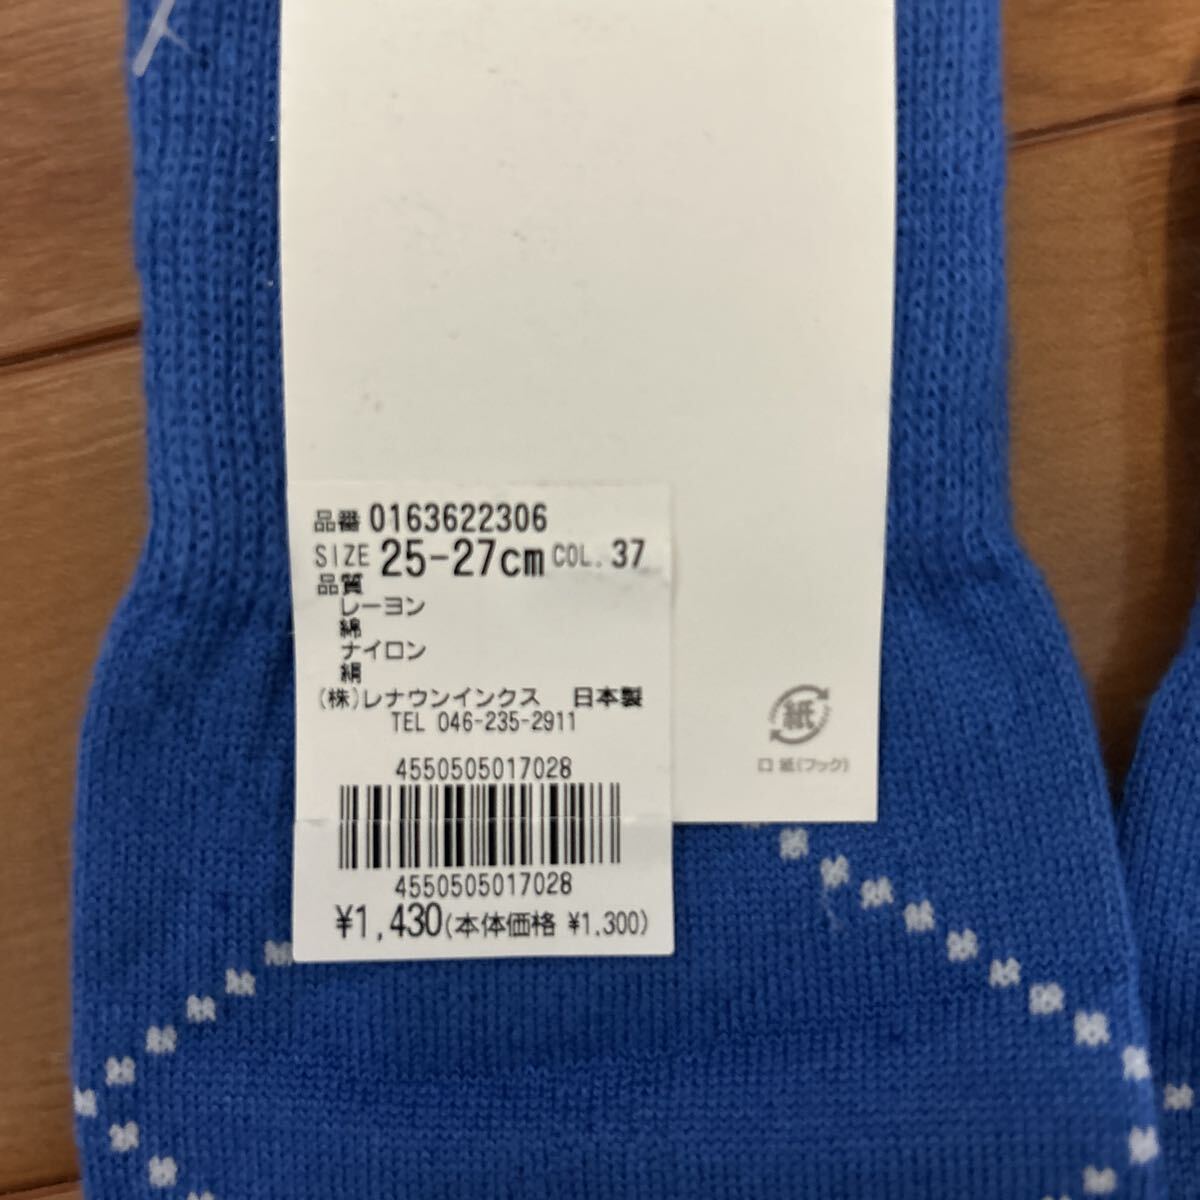 品番 0163622306
SIZE 25-27cm COL. 37
品質
レーヨン
綿
ナイロン
絹
(株)レナウンインクス 日本製
TEL 046-235-2911
4550505017028
4550505017028
¥1,430(本体価格 ¥1,300)
紙
口紙(フック)